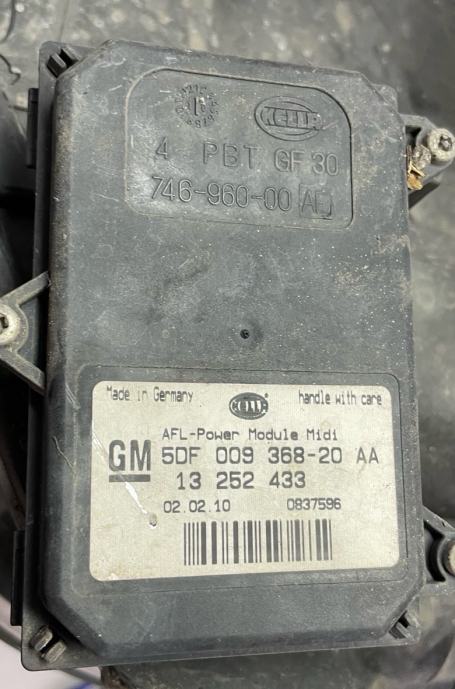 HELLA
4 PBT GF 30
746-960-00
Made in Germany HELLA handle with care
AFL-Power Module Midi
GM 5DF 009 368-20 AA
13 252 433
02.02.10 0837596